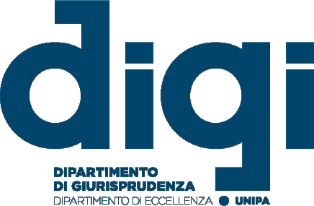 digi
DIPARTIMENTO
DI GIURISPRUDENZA
DIPARTIMENTO DI ECCELLENZA ● UNIPA